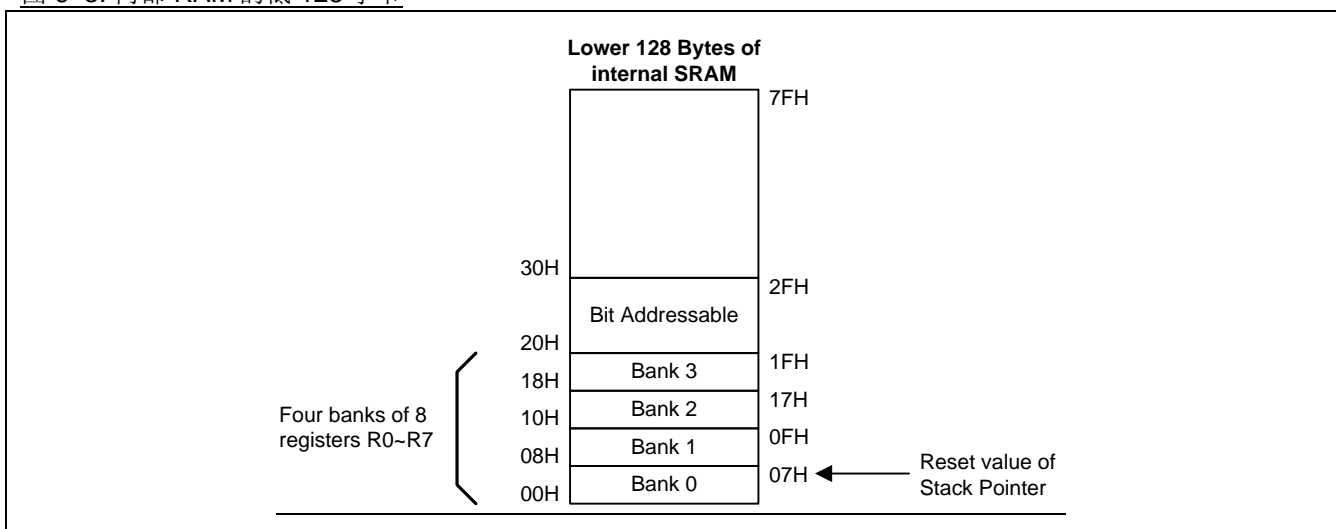 RAM
Lower 128 Bytes of
internal SRAM
7FH
30H
2FH
Bit Addressable
20H
1FH
Bank 3
18H
17H
Bank 2
10H
0FH
Bank 1
08H
07H
Bank 0
00H
Four banks of 8
registers R0~R7
Reset value of
Stack Pointer